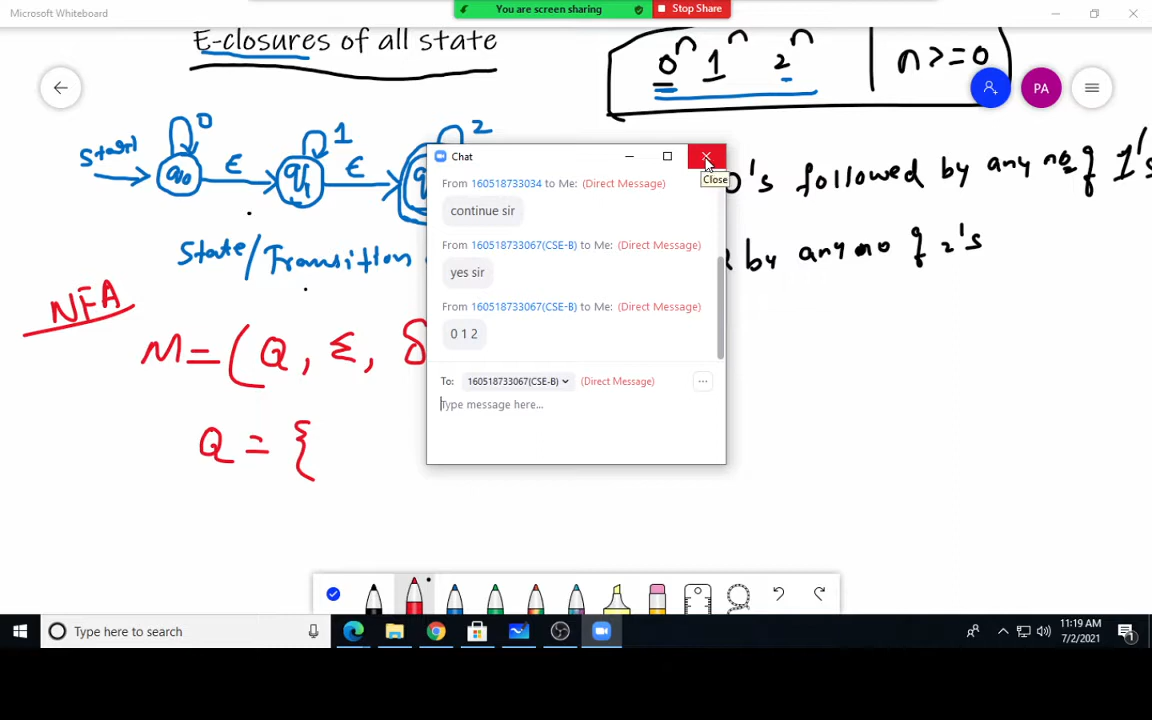 You are screen sharing Stop Share
Microsoft Whiteboard
E-closures of all state
0ⁿ 1ⁿ 2ⁿ | n>=0
PA
Start q0 0 ε q1 1 ε 2
0's followed by any no of 1's
State/Transition
by any no of 2's
NFA
M=(Q, Σ, δ
Q = {
Chat
Close
From 160518733034 to Me: (Direct Message)
continue sir
From 160518733067(CSE-B) to Me: (Direct Message)
yes sir
From 160518733067(CSE-B) to Me: (Direct Message)
0 1 2
To: 160518733067(CSE-B) (Direct Message)
Type message here...
Type here to search
11:19 AM
7/2/2021
1